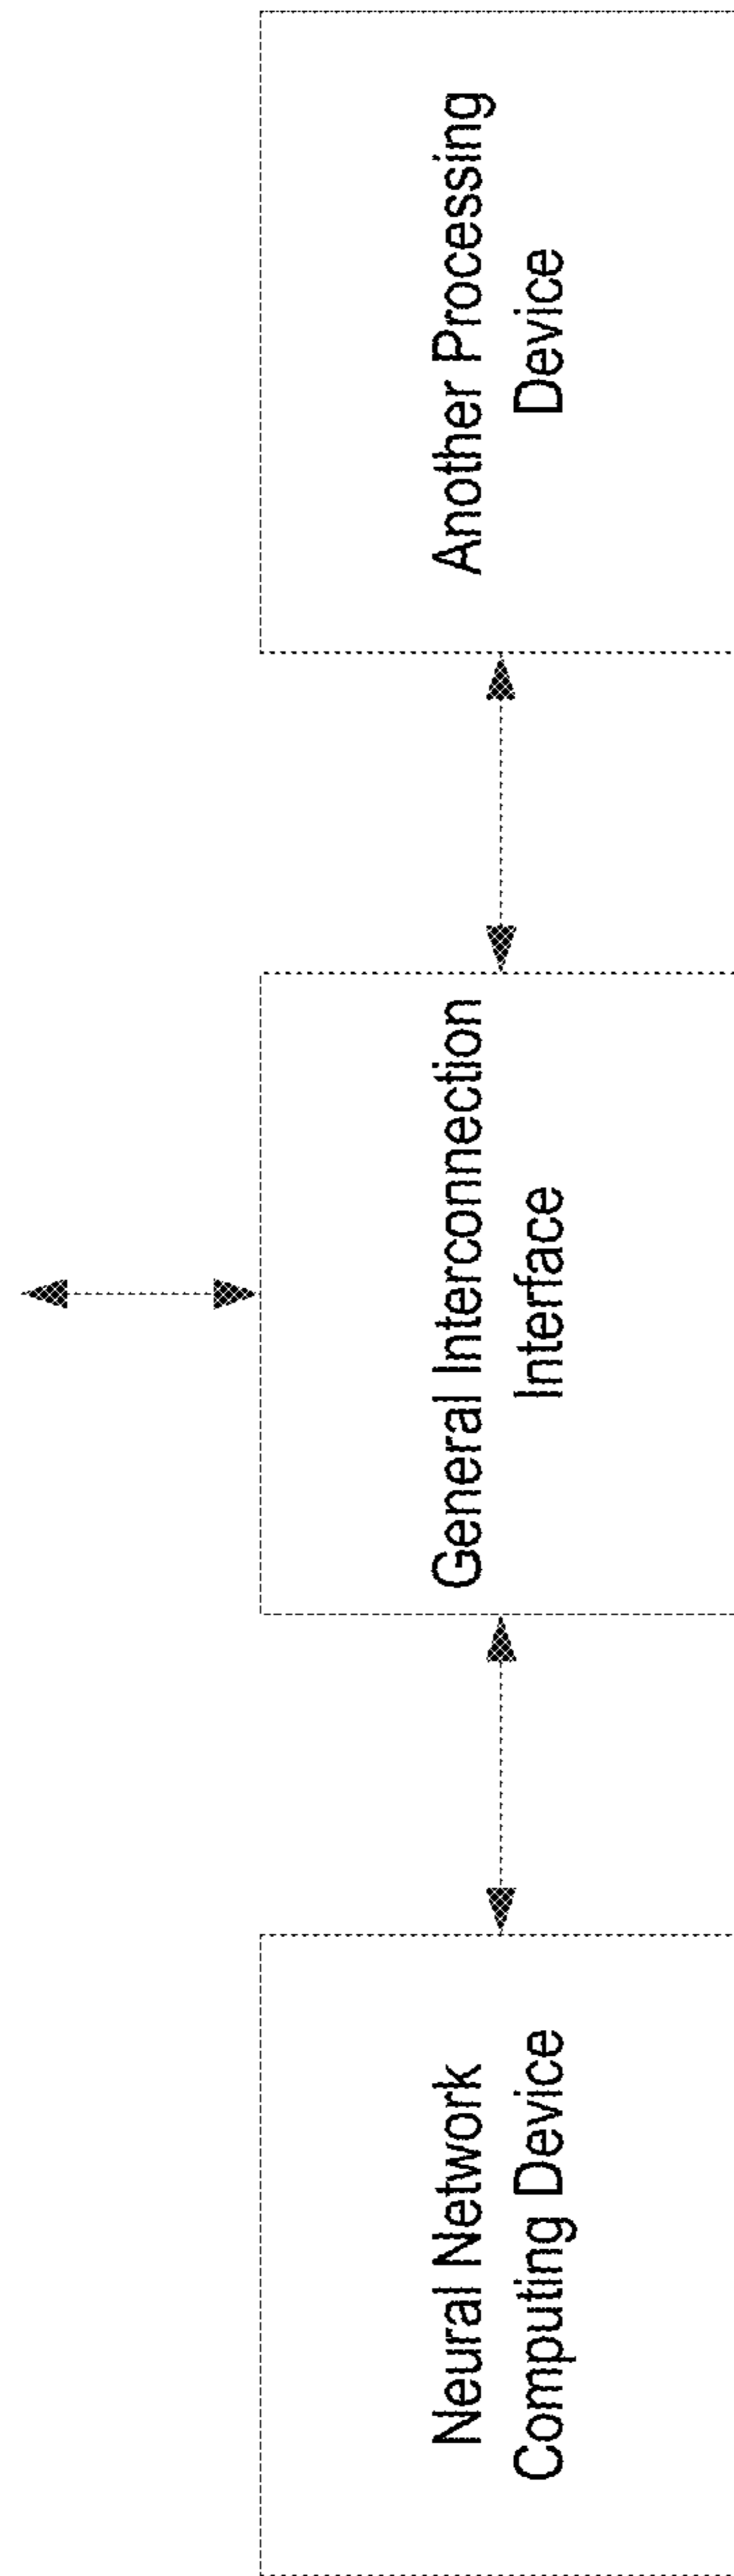 Neural Network
Computing Device
General Interconnection
Interface
Another Processing
Device